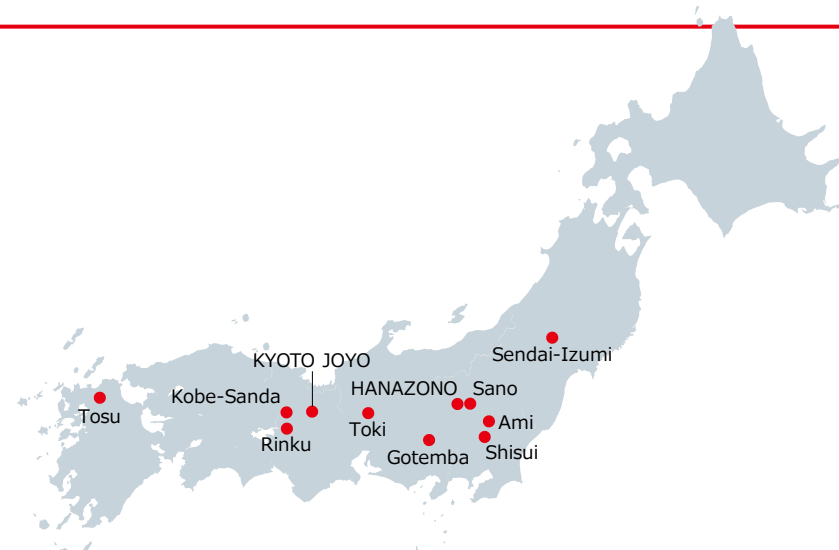 Sendai-Izumi
KYOTO JOYO
HANAZONO
Sano
Kobe-Sanda
Tosu
Ami
Toki
Rinku
Shisui
Gotemba